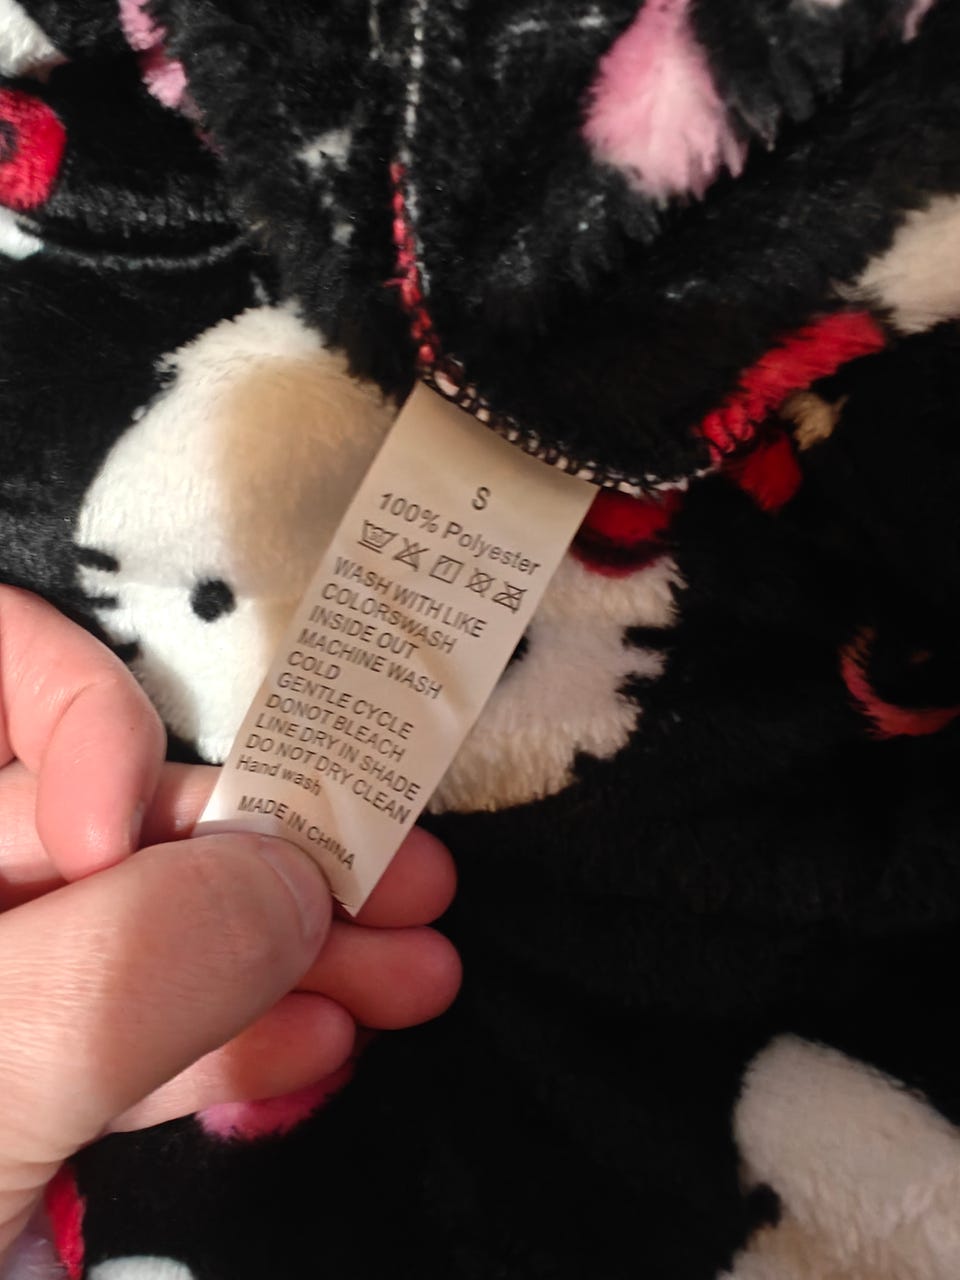 S
100% Polyester
WASH WITH LIKE
COLORSWASH
INSIDE OUT
MACHINE WASH
COLD
GENTLE CYCLE
DONOT BLEACH
LINE DRY IN SHADE
DO NOT DRY CLEAN
Hand wash
MADE IN CHINA